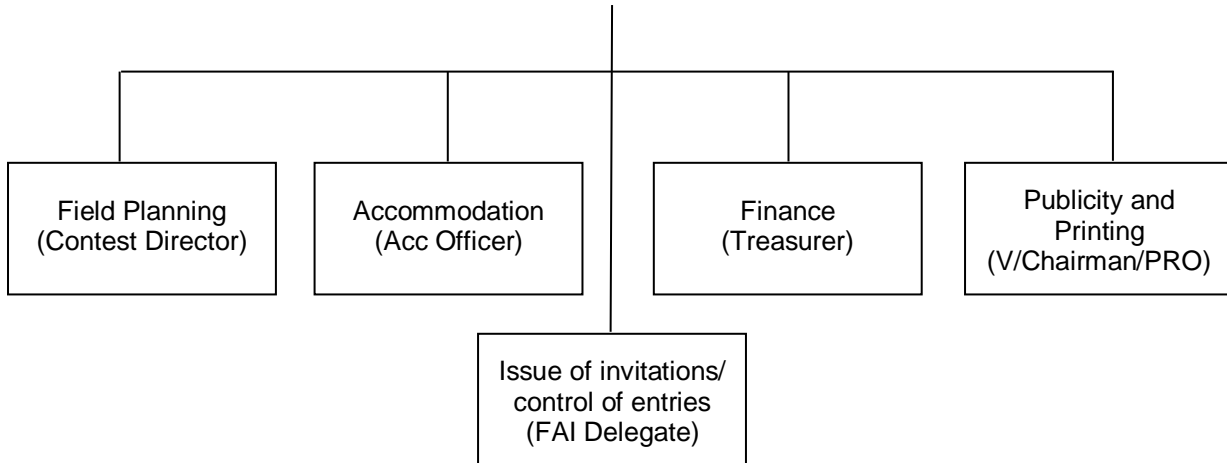 Field Planning
(Contest Director)
Accommodation
(Acc Officer)
Finance
(Treasurer)
Publicity and
Printing
(V/Chairman/PRO)
Issue of invitations/
control of entries
(FAI Delegate)